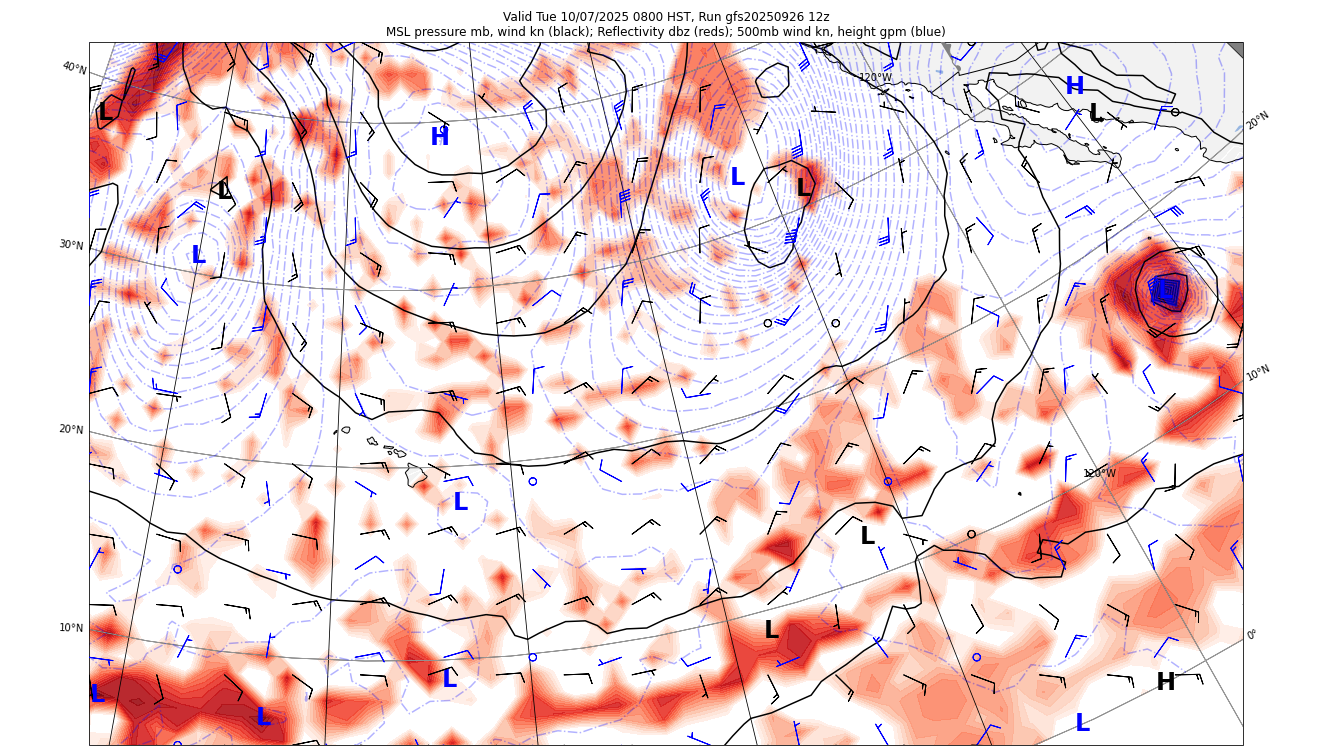 Valid Tue 10/07/2025 0800 HST, Run gfs20250926 12z
MSL pressure mb, wind kn (black); Reflectivity dbz (reds); 500mb wind kn, height gpm (blue)
40°N
120°W
H
L
L
20°N
H
L
L
L
L
30°N
L
10°N
20°N
120°W
L
L
10°N
L
0°
L
H
L
L
L